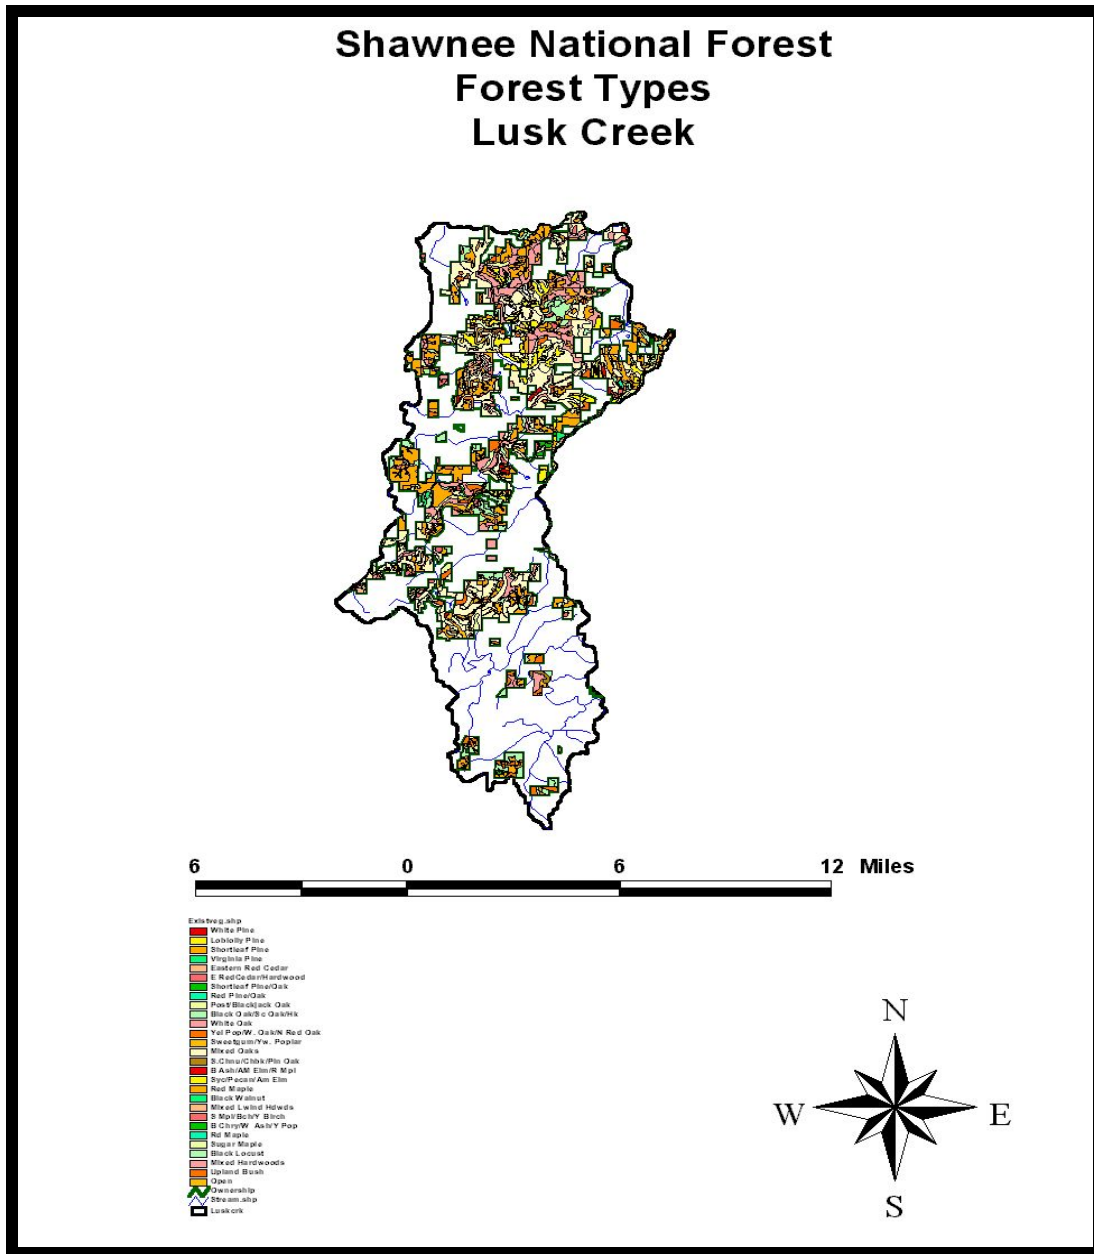 Shawnee National Forest
Forest Types
Lusk Creek
6 0 6 12 Miles
Existveg.shp
White Pine
Loblolly Pine
Shortleaf Pine
Virginia Pine
Eastern Red Cedar
E RedCedar/Hardwood
Shortleaf Pine/Oak
Red Pine/Oak
Post/Blackjack Oak
Black Oak/Sc Oak/Hk
White Oak
Yel Pop/W. Oak/N Red Oak
Sweetgum/Yw. Poplar
Mixed Oaks
S.Chnu/Chbk/Pin Oak
B Ash/AM Elm/R Mpl
Syc/Pecan/Am Elm
Red Maple
Black Walnut
Mixed Lwlnd Hdwds
S Mpl/Bch/Y Birch
B Chry/W Ash/Y Pop
Rd Maple
Sugar Maple
Black Locust
Mixed Hardwoods
Upland Bush
Open
Ownership
Stream.shp
Luskcrk
N
W E
S